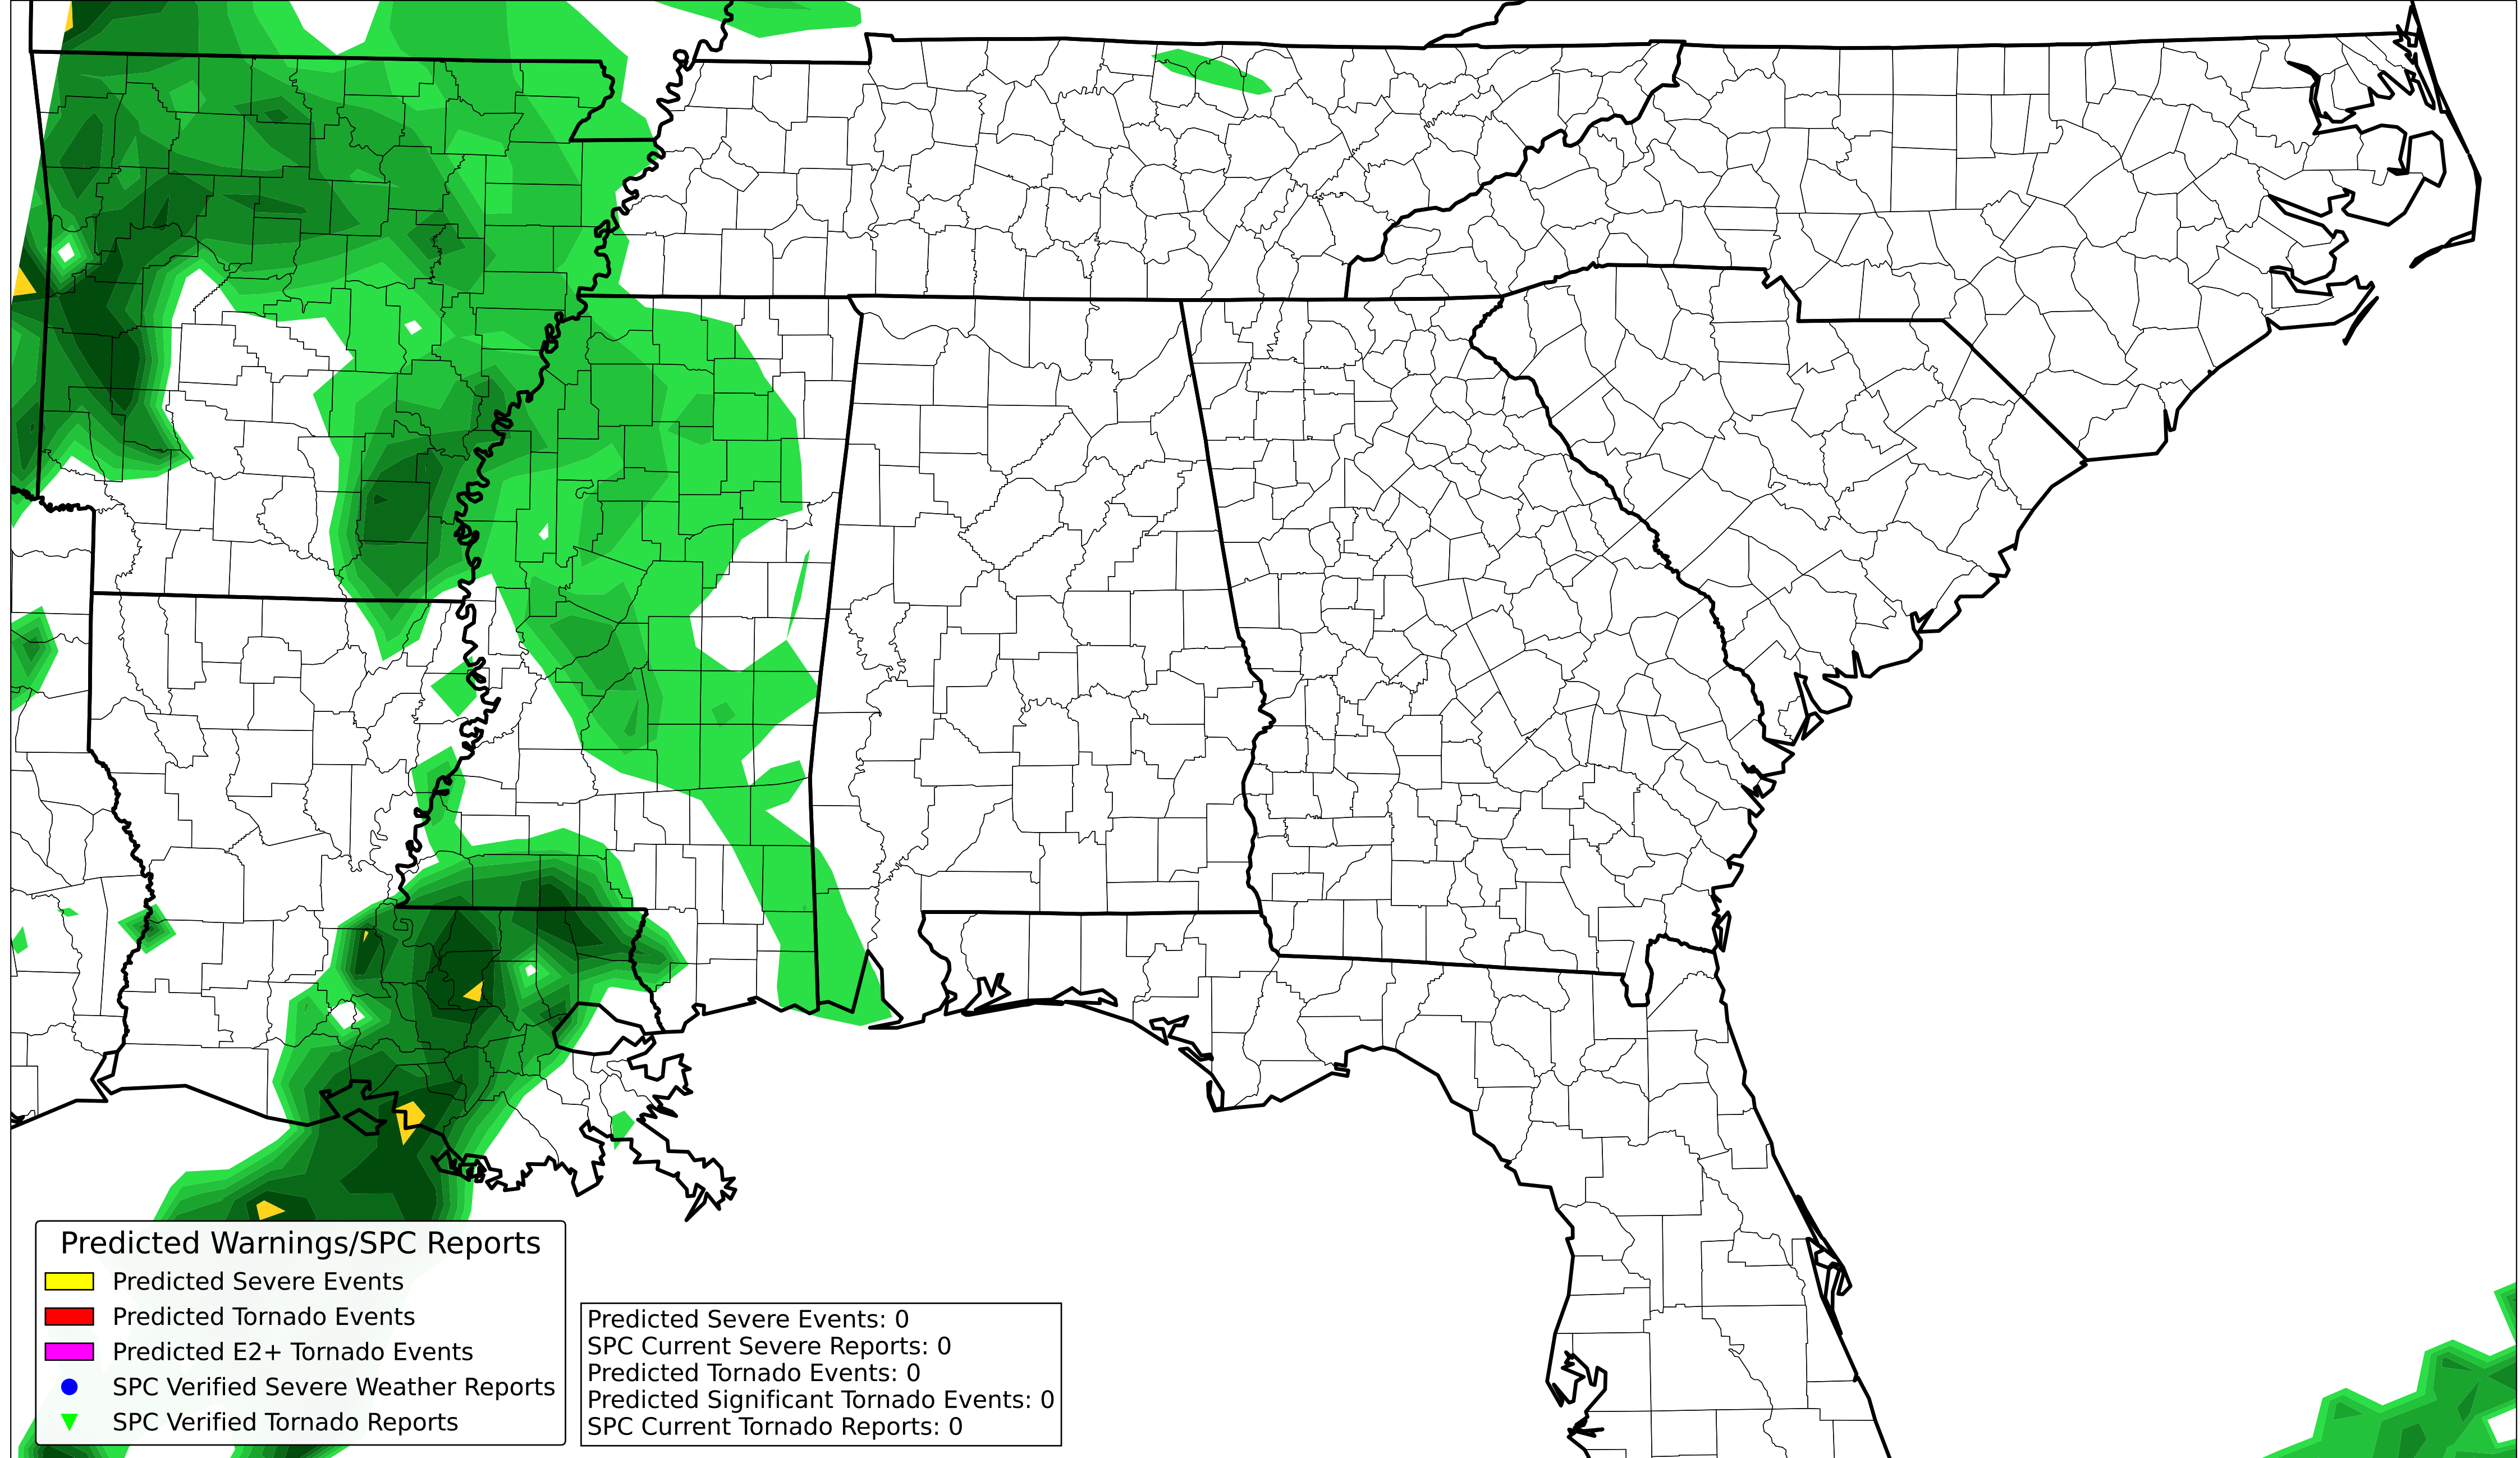 Predicted Warnings/SPC Reports
Predicted Severe Events
Predicted Tornado Events
Predicted E2+ Tornado Events
SPC Verified Severe Weather Reports
SPC Verified Tornado Reports
Predicted Severe Events: 0
SPC Current Severe Reports: 0
Predicted Tornado Events: 0
Predicted Significant Tornado Events: 0
SPC Current Tornado Reports: 0